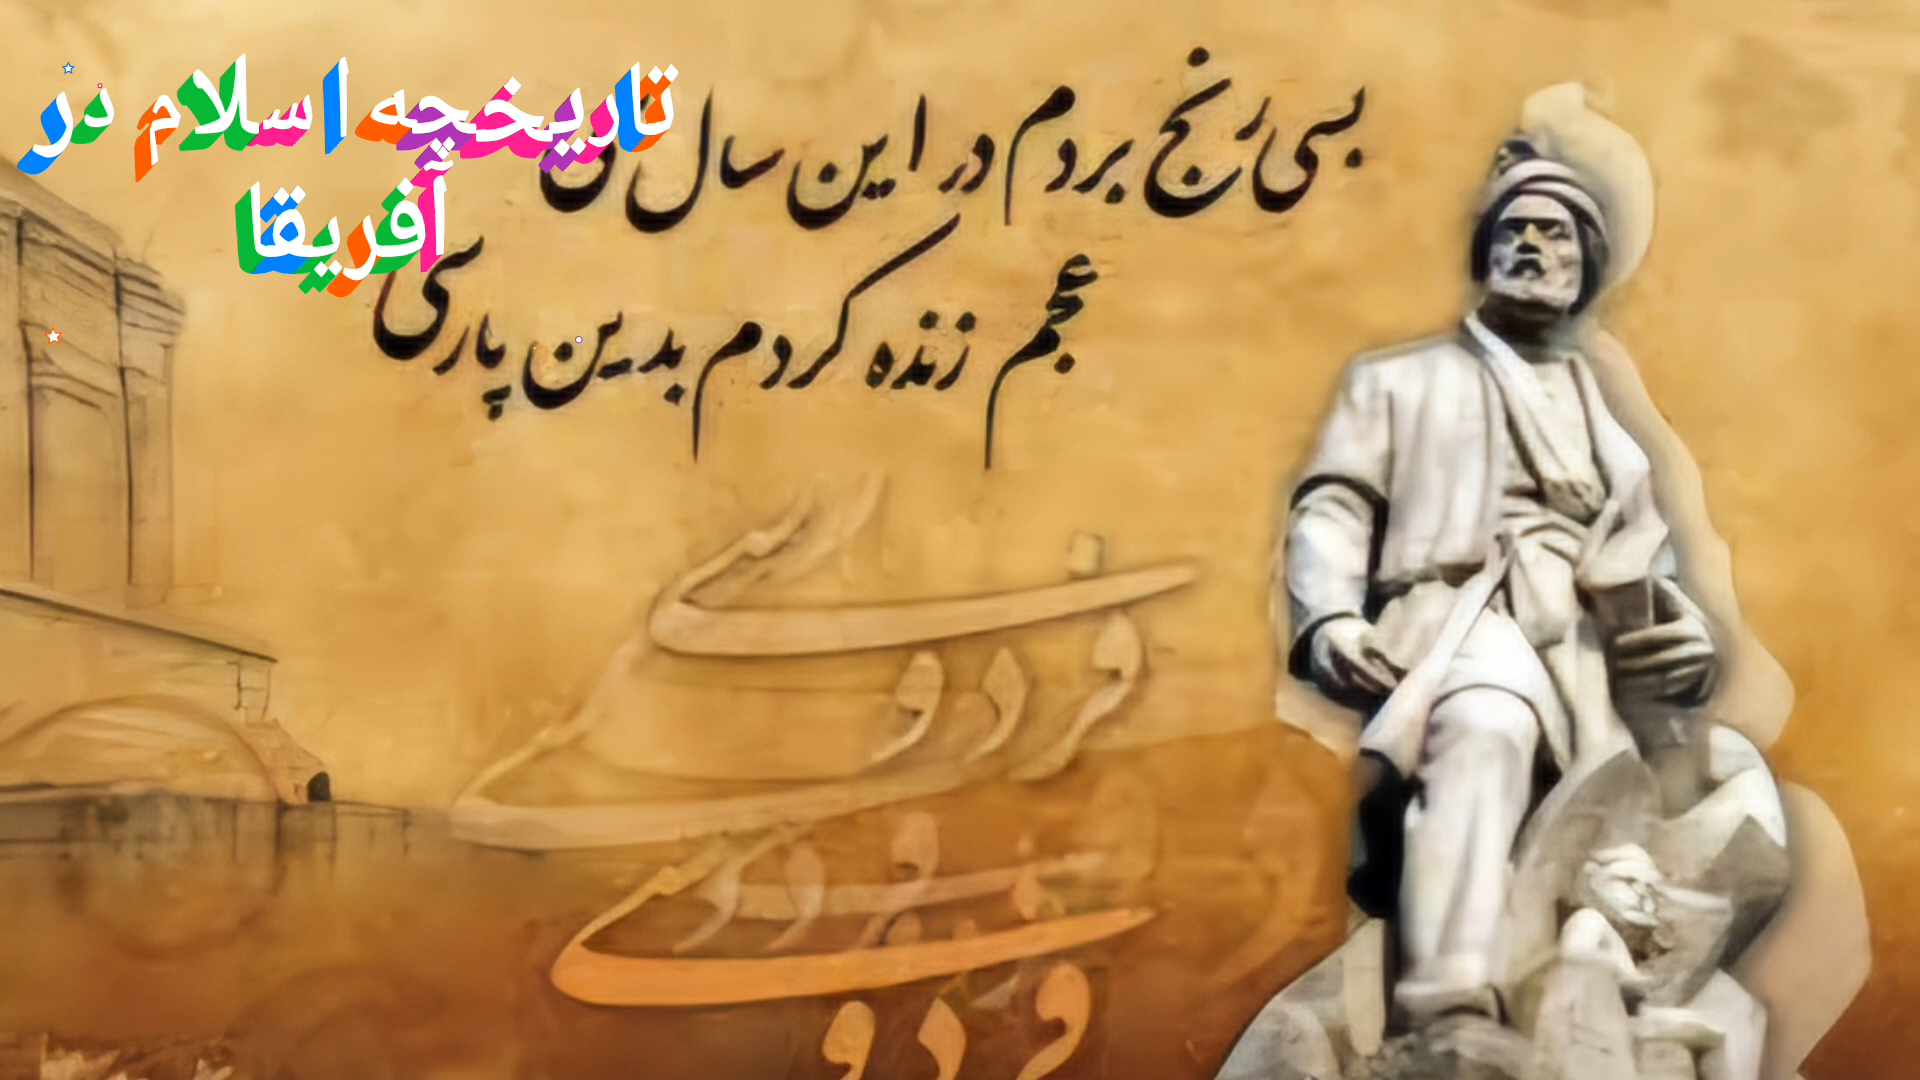 تاریخچه اسلام در
آفریقا
بسی رنج بردم در این سال سی
عجم زنده کردم بدین پارسی
فردوسی
فردوسی